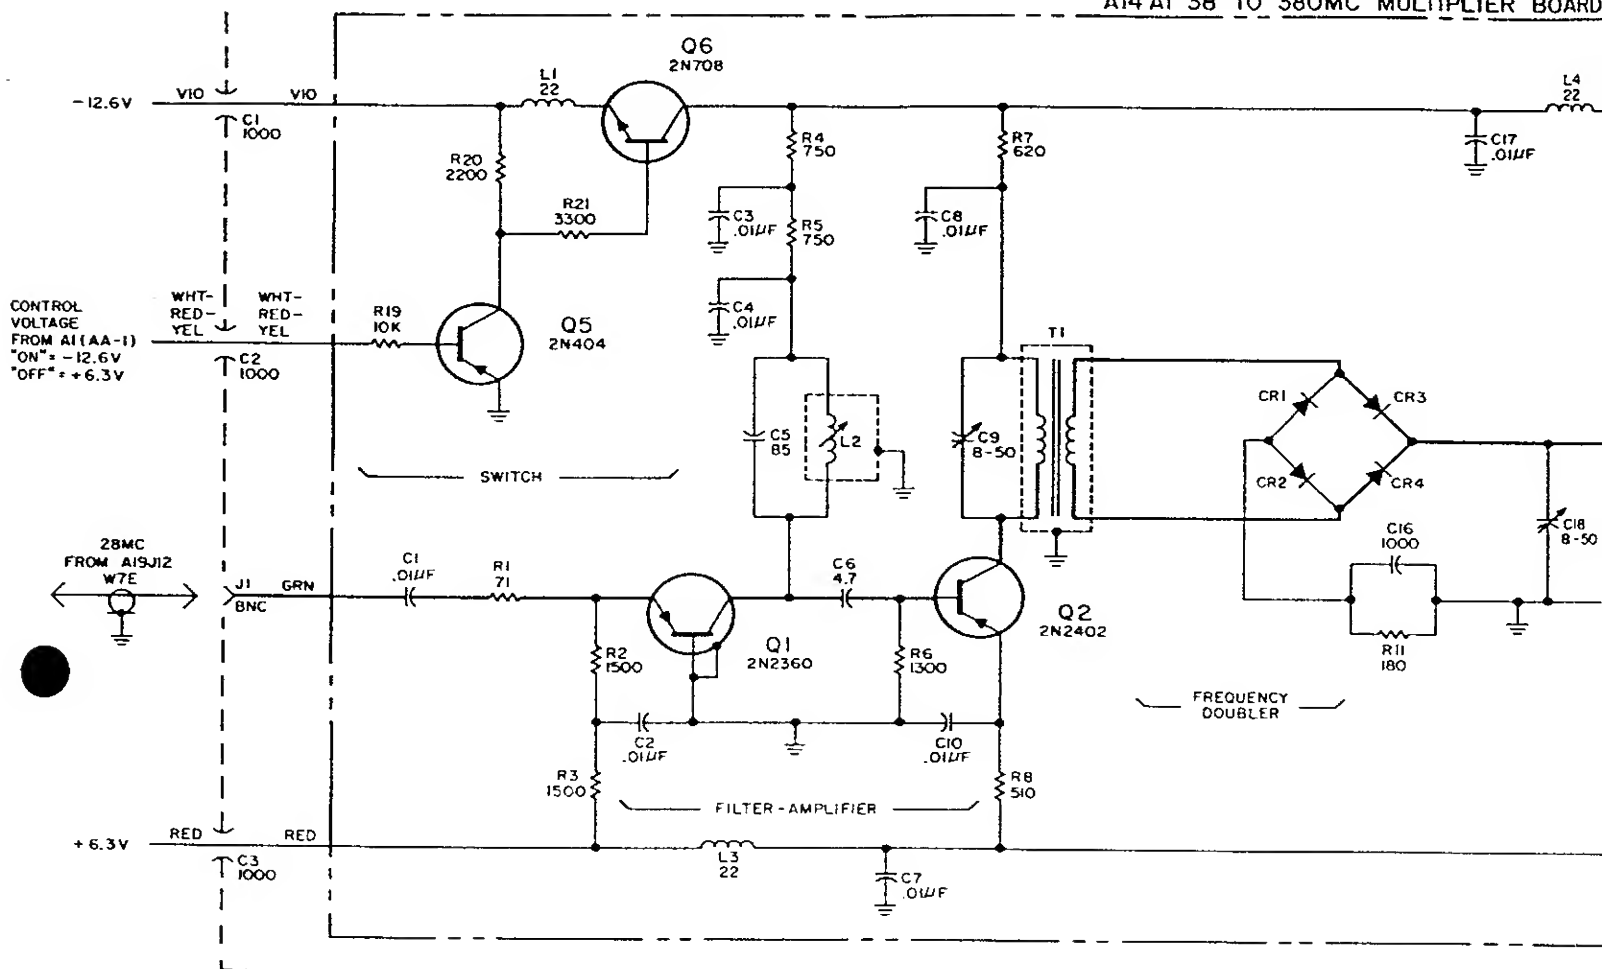 A14 A1 38 TO 380MC MULTIPLIER BOARD
Q6
2N708
L1
22
L4
22
-12.6V
VIO
VIO
C1
1000
R20
2200
R21
3300
R4
750
R7
620
C17
.01µF
C3
.01µF
R5
750
C8
.01µF
C4
.01µF
CONTROL
VOLTAGE
FROM A1(AA-1)
"ON"= -12.6V
"OFF"= +6.3V
WHT-
RED-
YEL
WHT-
RED-
YEL
C2
1000
R19
10K
Q5
2N404
T1
CR1
CR3
CR2
CR4
C5
85
L2
C9
8-50
SWITCH
C16
1000
C18
8-50
28MC
FROM A19J12
W7E
J1
BNC
GRN
C1
.01µF
R1
71
C6
4.7
Q2
2N2402
R2
1500
Q1
2N2360
R6
1300
R11
180
FREQUENCY
DOUBLER
C2
.01µF
C10
.01µF
R3
1500
R8
510
FILTER-AMPLIFIER
+6.3V
RED
RED
C3
1000
L3
22
C7
.01µF